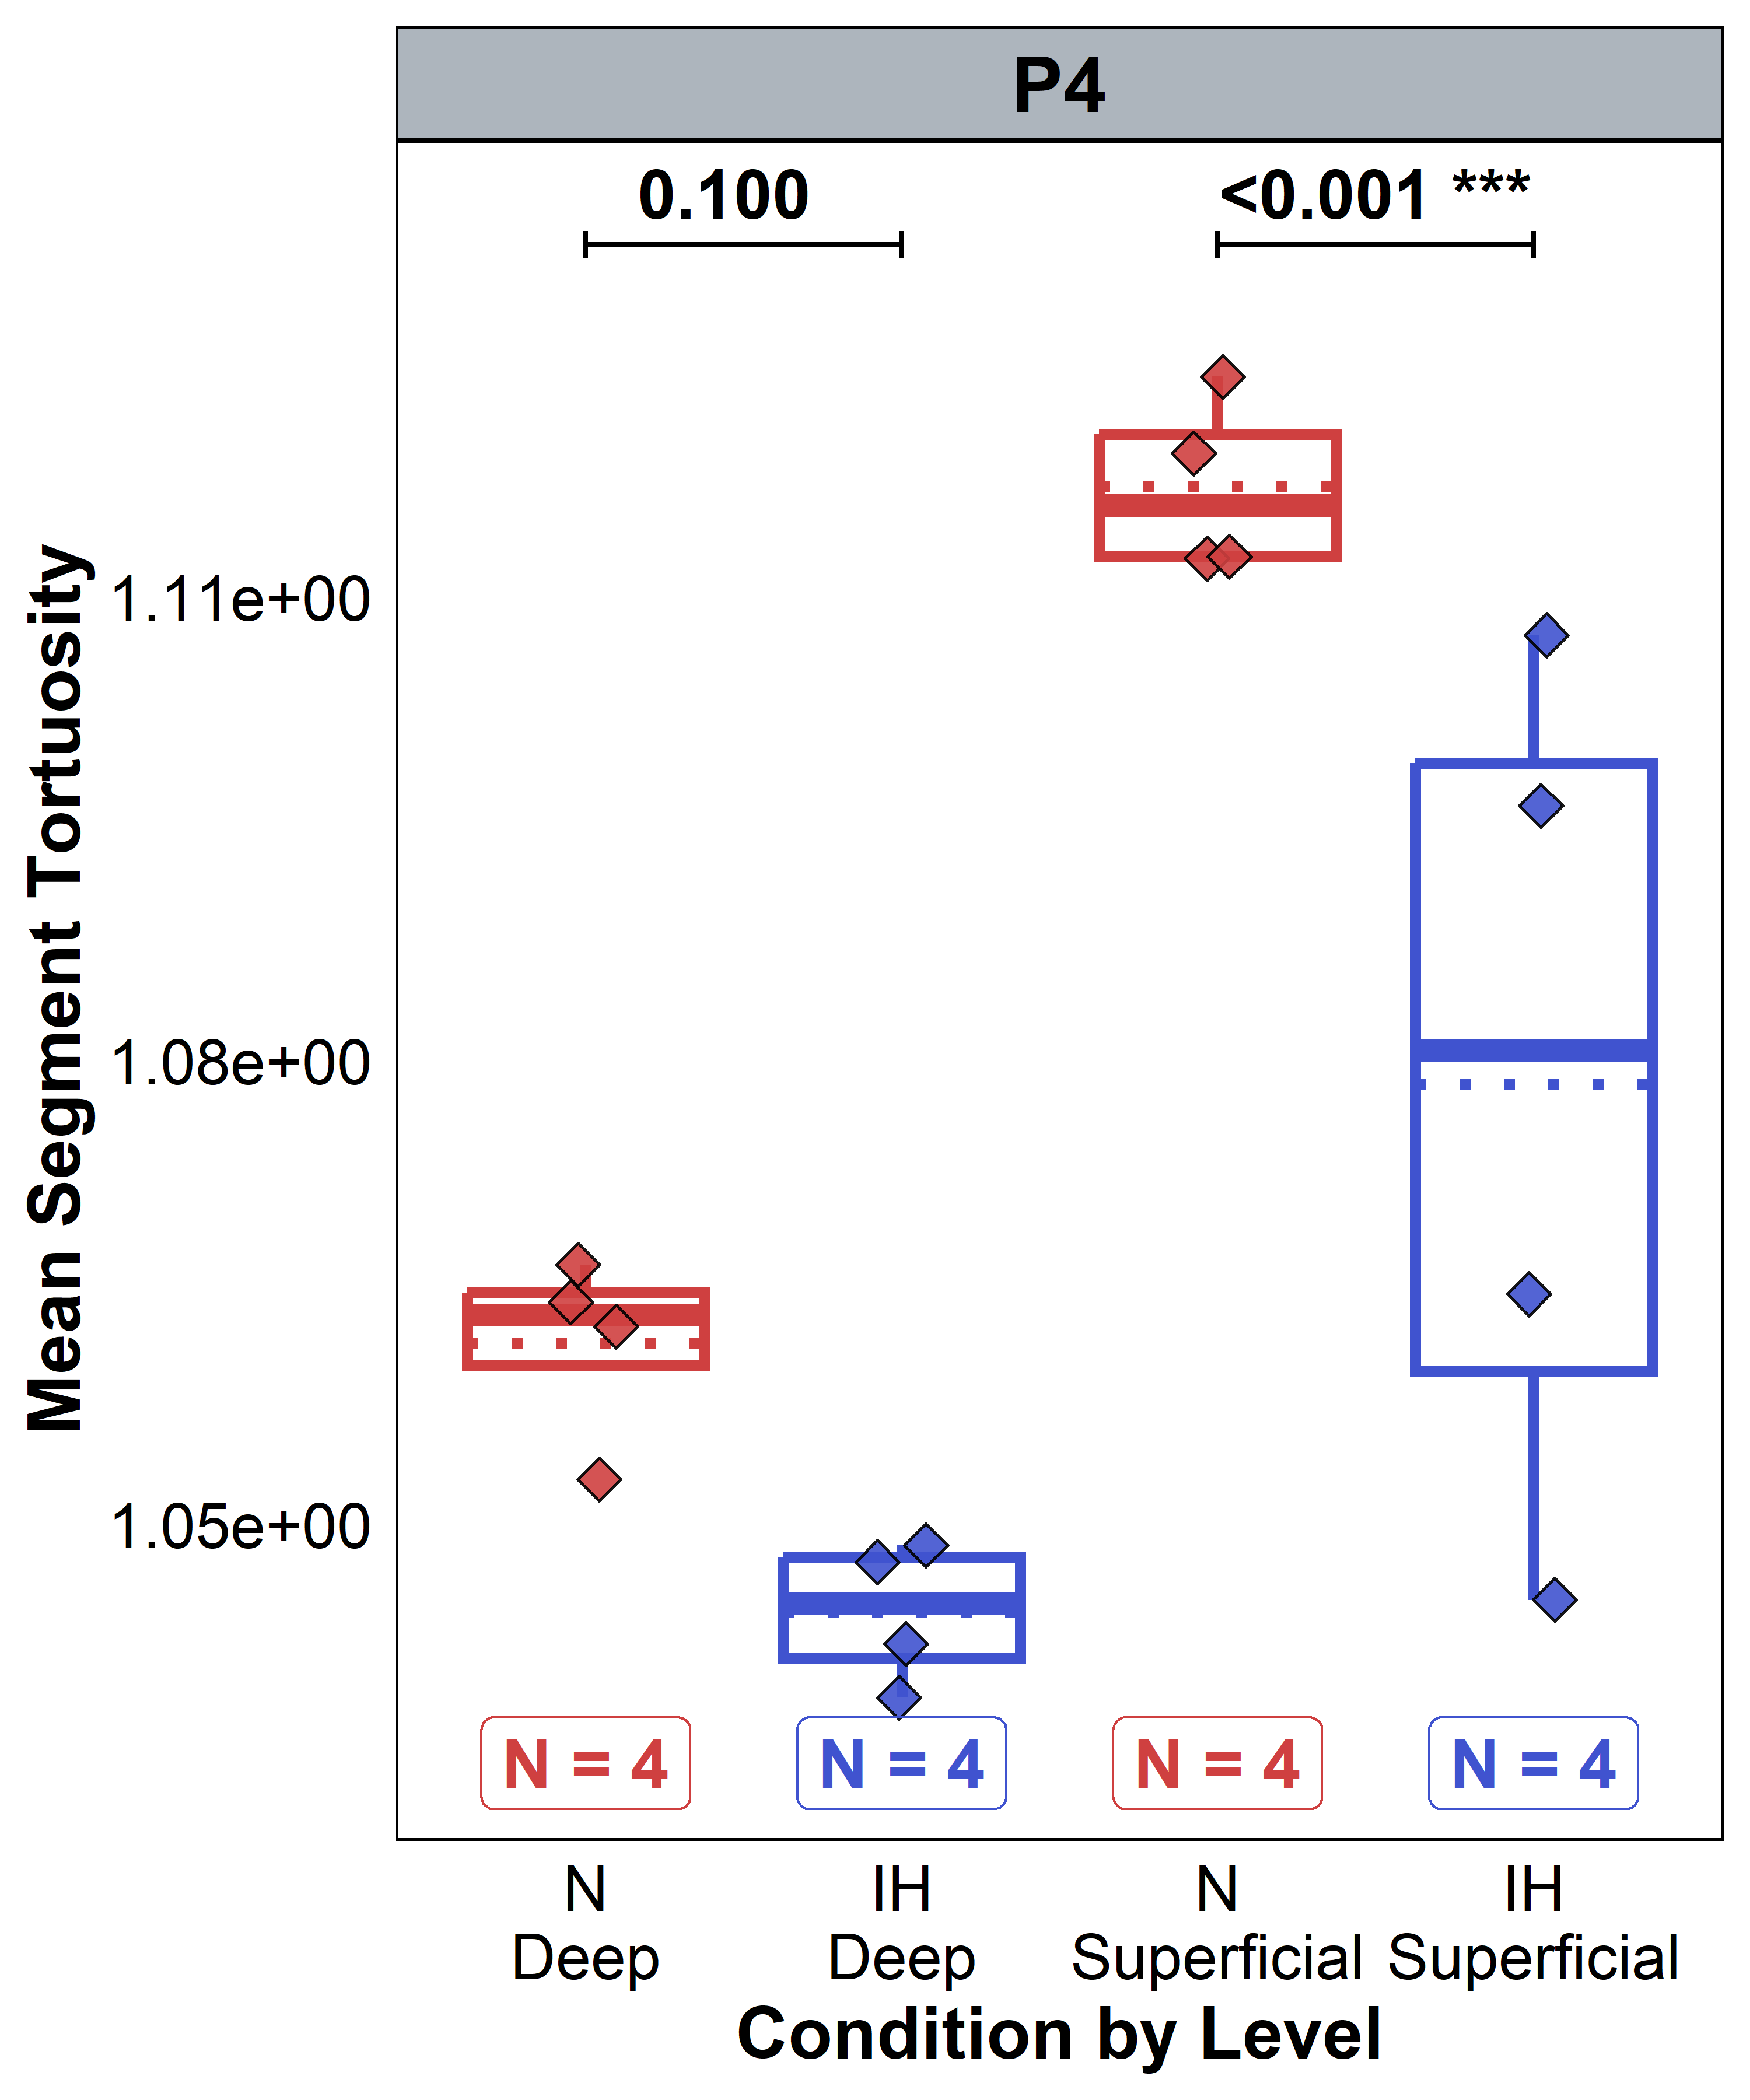 P4
0.100
<0.001 ***
Mean Segment Tortuosity
1.11e+00
1.08e+00
1.05e+00
N = 4
N = 4
N = 4
N = 4
N
Deep
IH
Deep
N
Superficial
IH
Superficial
Condition by Level